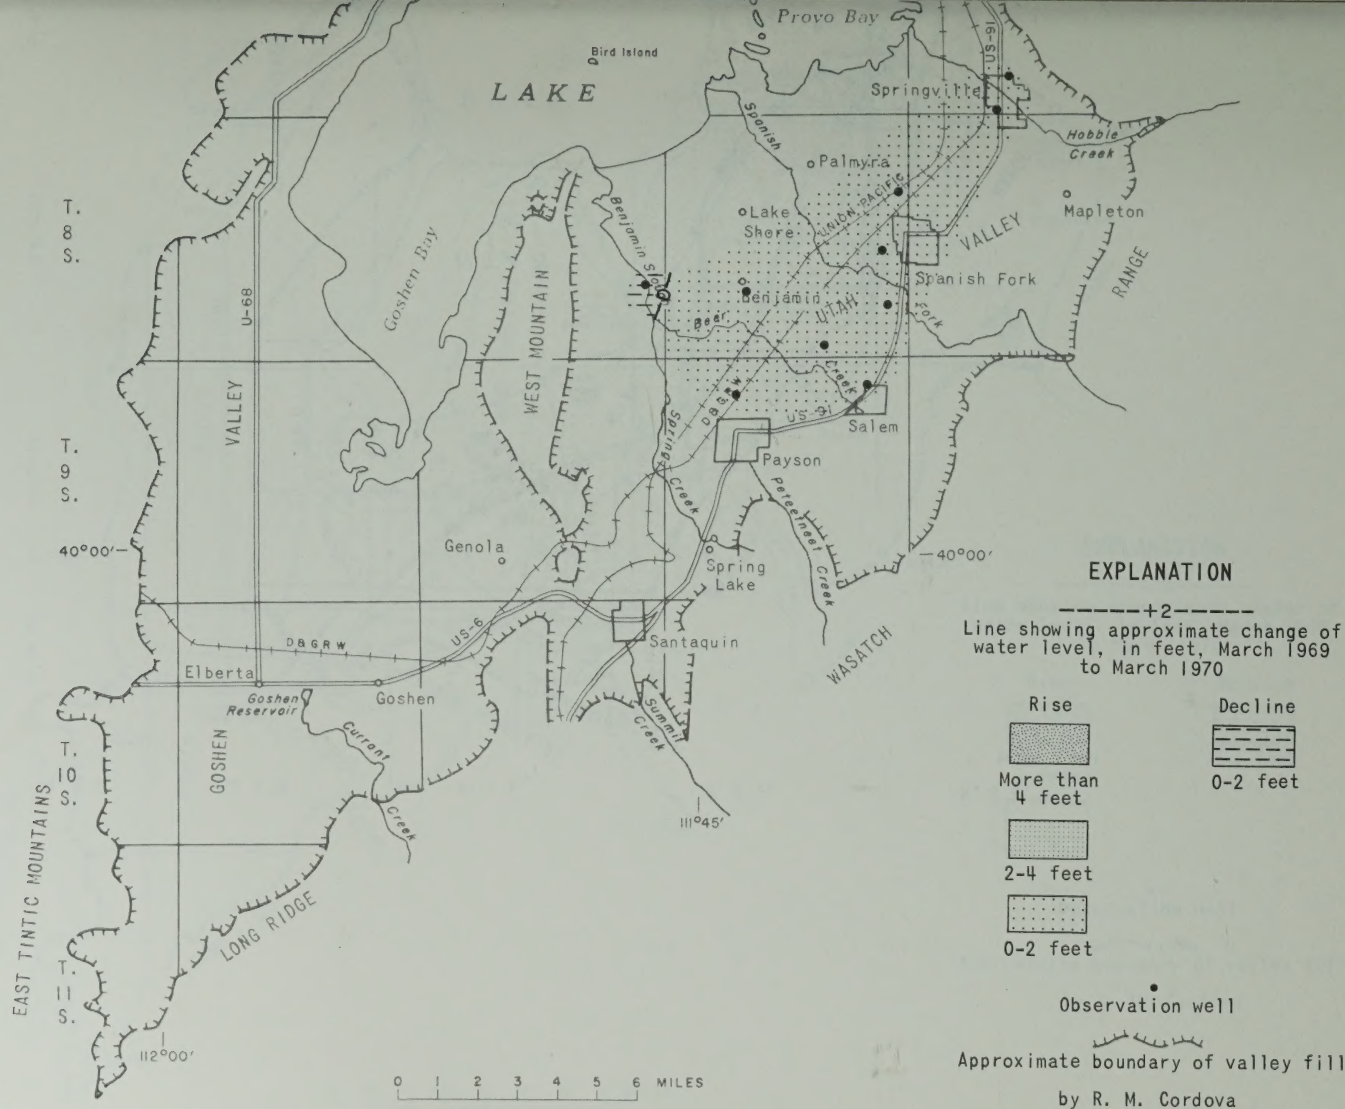 Provo Bay
Bird Island
LAKE
US-91
Springville
Spanish
Hobble
Creek
Palmyra
UNION PACIFIC
Mapleton
T.
8
S.
Benjamin Slough
Lake
Shore
VALLEY
Goshen Bay
U-68
WEST MOUNTAIN
Spanish Fork
RANGE
0
Benjamin
UTAH
Fork
Beer
Creek
VALLEY
D&GRW
US-91
Salem
Spring
T.
9
S.
Payson
Creek
Peteetneet Creek
40°00'
Genola
Spring
Lake
40°00'
EXPLANATION
-----+2-----
Line showing approximate change of
water level, in feet, March 1969
to March 1970
D&GRW
US-6
Santaquin
WASATCH
Elberta
Goshen
Reservoir
Goshen
Summit
Creek
Rise
Decline
T.
10
S.
GOSHEN
Currant
Creek
More than
4 feet
0-2 feet
111°45'
2-4 feet
EAST TINTIC MOUNTAINS
LONG RIDGE
0-2 feet
T.
11
S.
Observation well
112°00'
Approximate boundary of valley fill
0 1 2 3 4 5 6 MILES
by R. M. Cordova